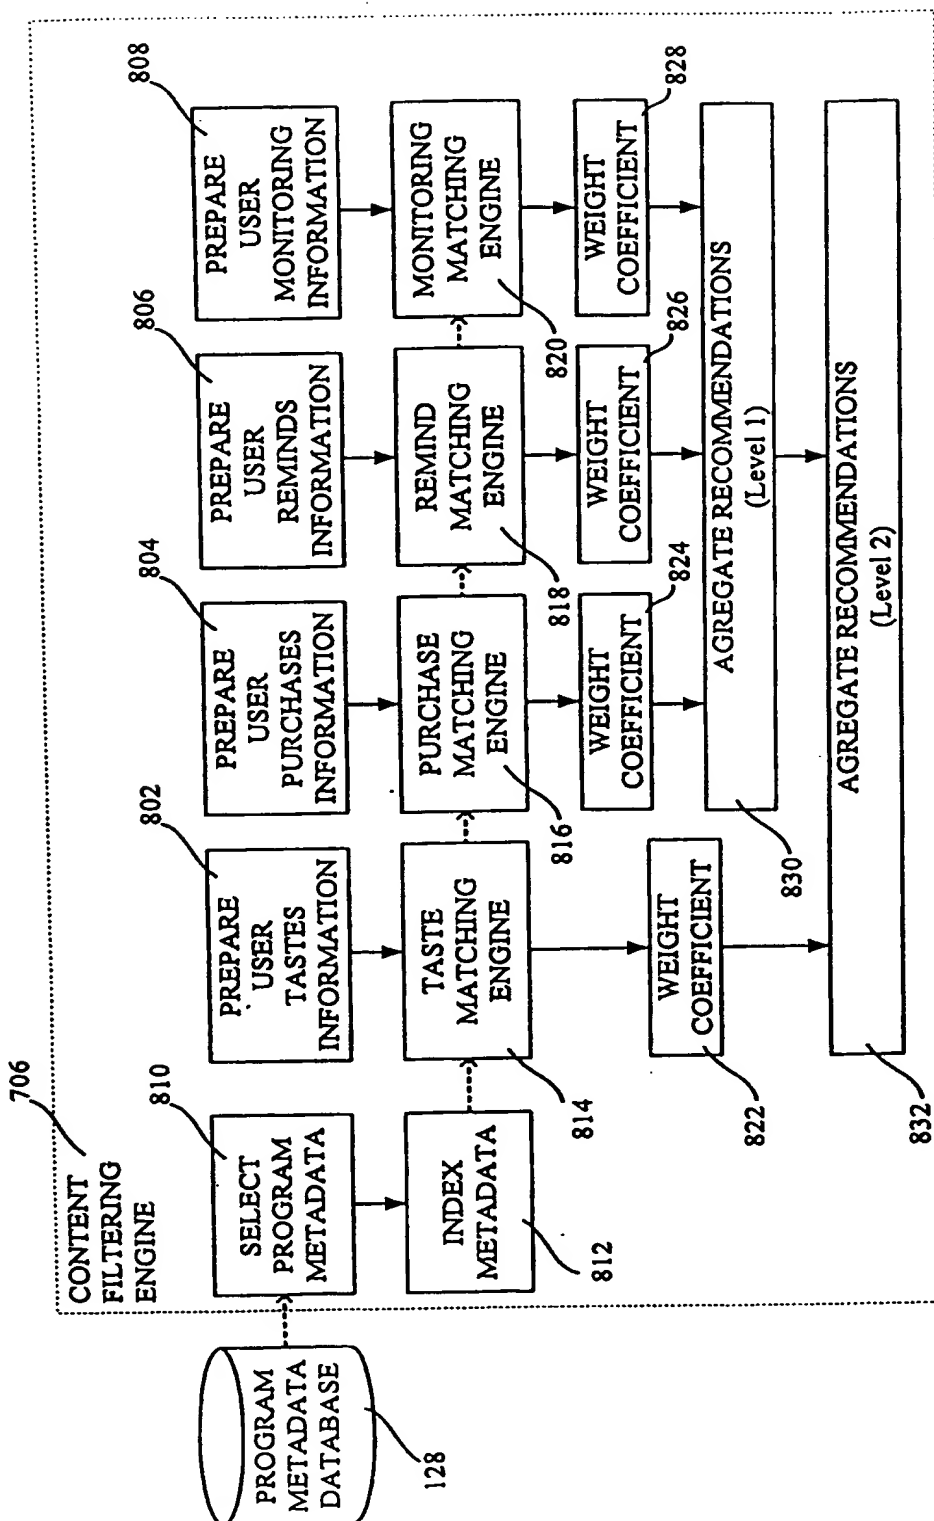 CONTENT
FILTERING
ENGINE
706
PROGRAM
METADATA
DATABASE
128
810
SELECT
PROGRAM
METADATA
INDEX
METADATA
812
802
PREPARE
USER
TASTES
INFORMATION
TASTE
MATCHING
ENGINE
814
WEIGHT
COEFFICIENT
822
804
PREPARE
USER
PURCHASES
INFORMATION
PURCHASE
MATCHING
ENGINE
816
WEIGHT
COEFFICIENT
824
806
PREPARE
USER
REMINDS
INFORMATION
REMIND
MATCHING
ENGINE
818
WEIGHT
COEFFICIENT
826
808
PREPARE
USER
MONITORING
INFORMATION
MONITORING
MATCHING
ENGINE
820
WEIGHT
COEFFICIENT
828
AGREGATE RECOMMENDATIONS
(Level 1)
830
AGREGATE RECOMMENDATIONS
(Level 2)
832